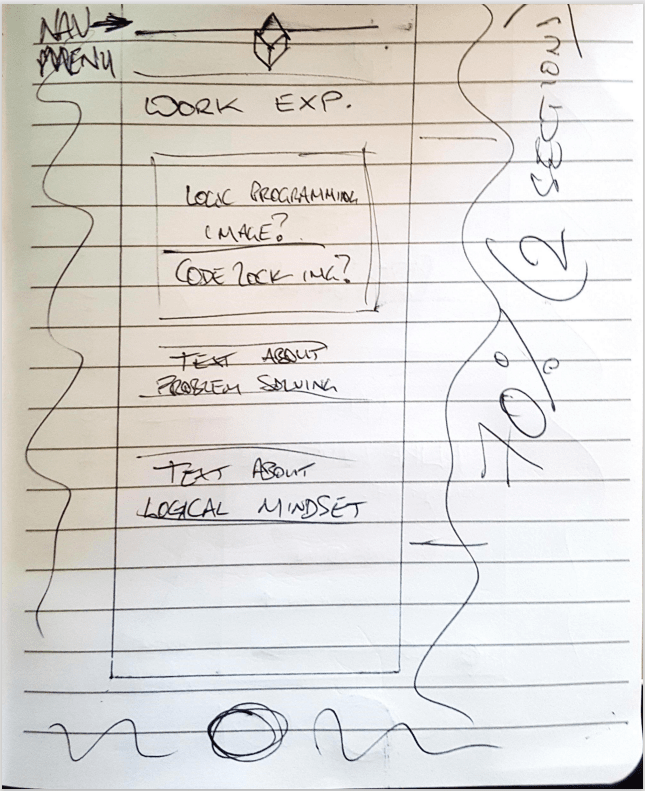 NAV
MENU
WORK EXP.
LOGIC PROGRAMMING
IMAGE?
CODE LOCK IMG?
TEXT ABOUT
PROBLEM SOLVING
TEXT ABOUT
LOGICAL MINDSET
70% (2 SECTIONS)